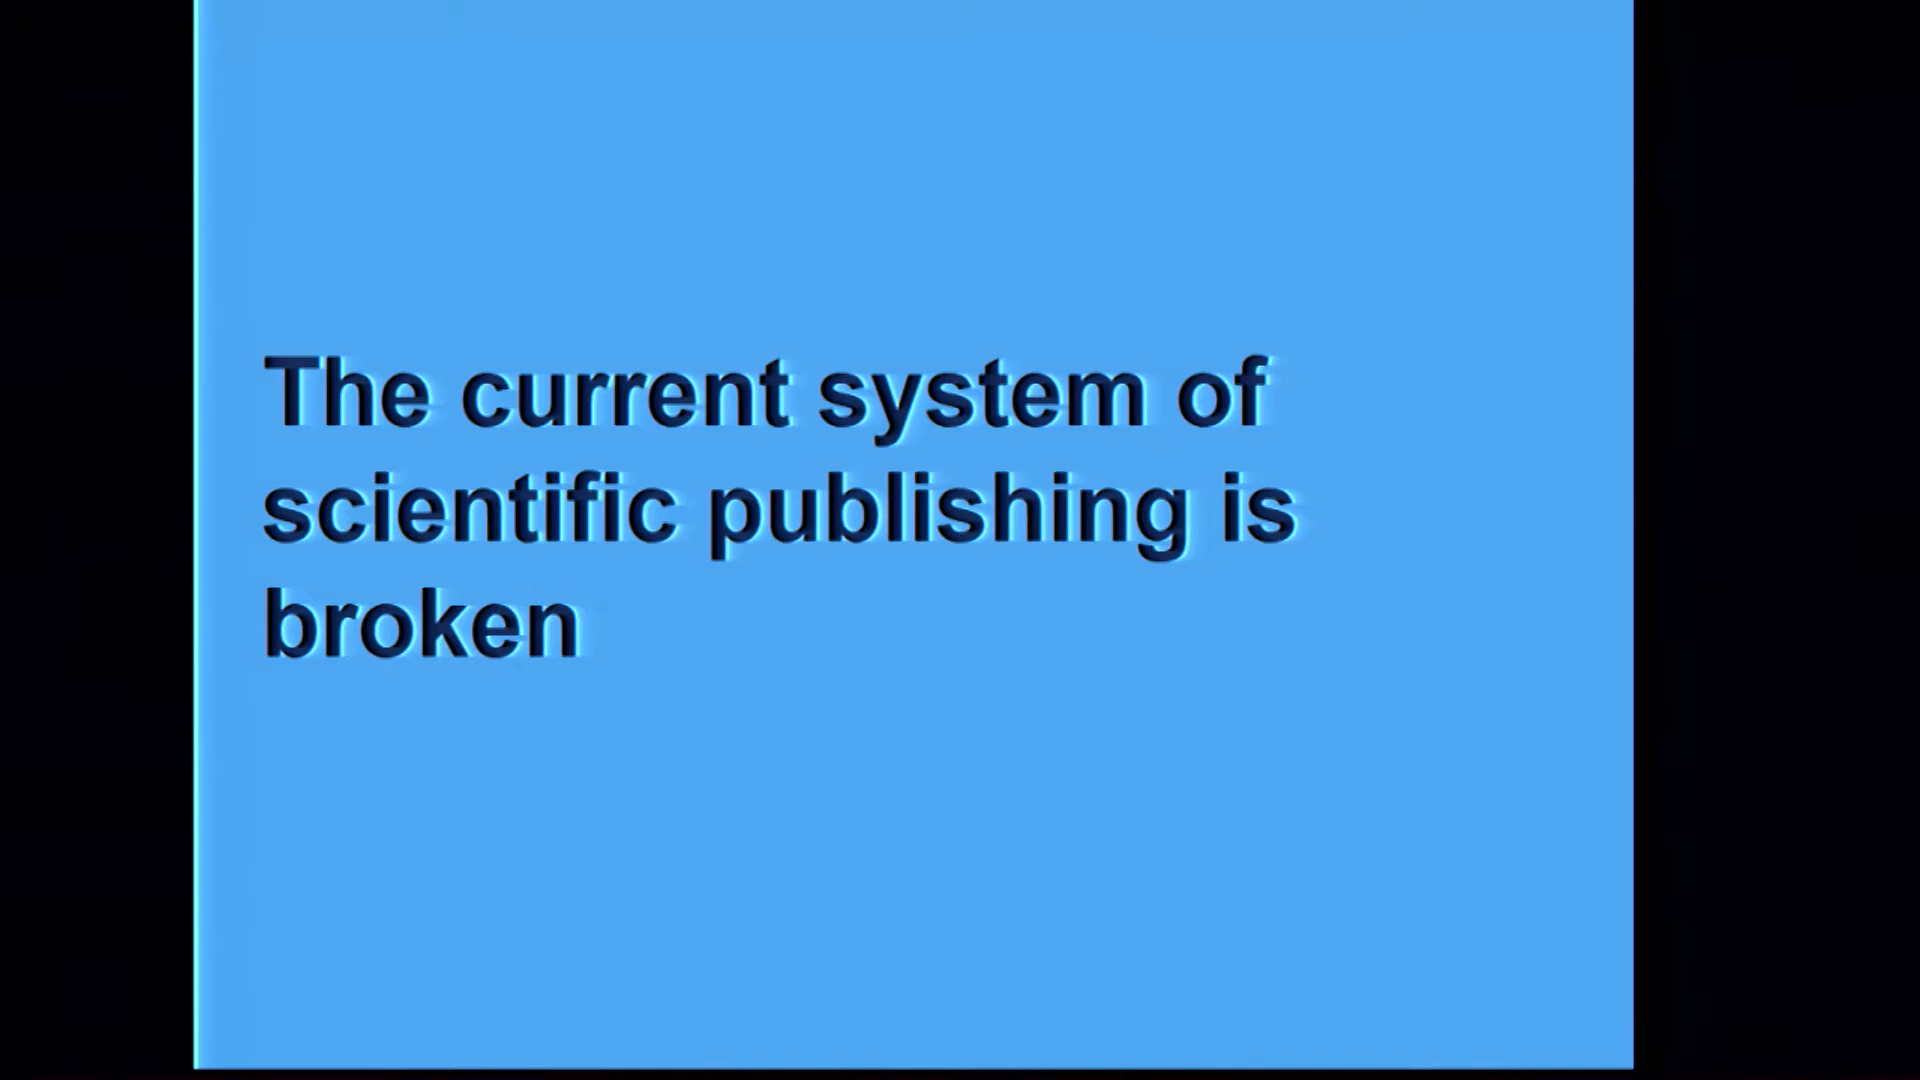 The current system of
scientific publishing is
broken